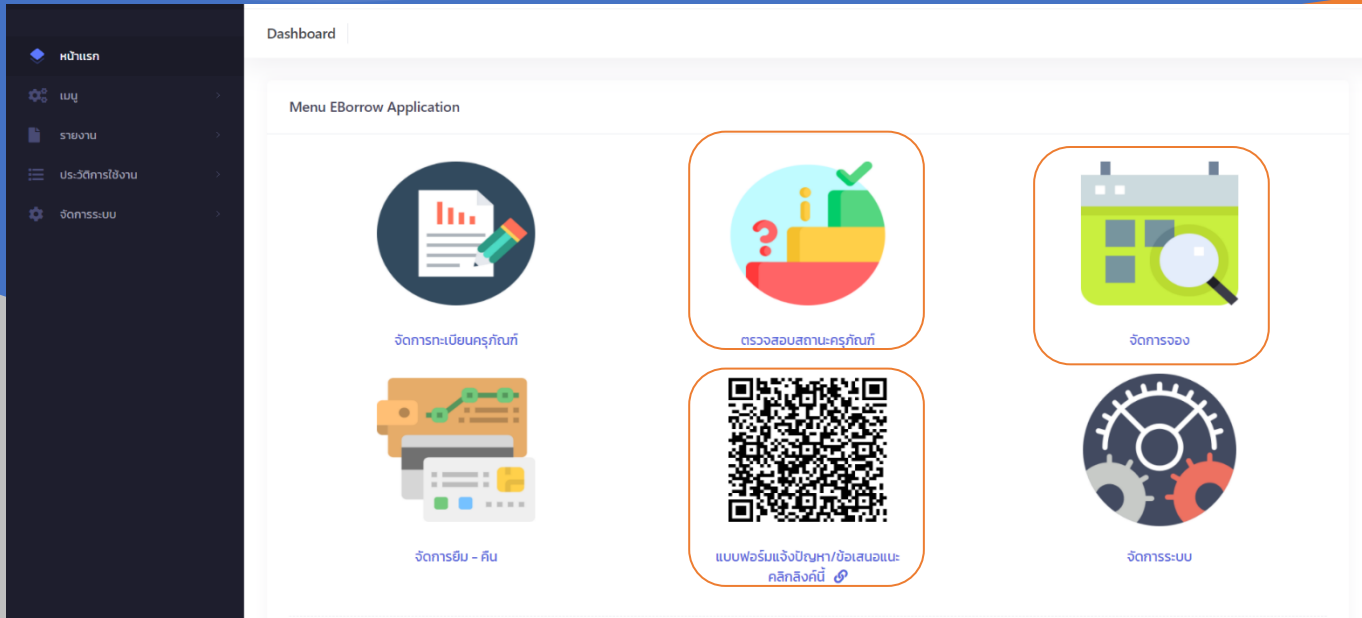 Dashboard
หน้าแรก
เมนู
รายงาน
ประวัติการใช้งาน
จัดการระบบ
Menu EBorrow Application
จัดการทะเบียนครุภัณฑ์
ตรวจสอบสถานะครุภัณฑ์
จัดการจอง
จัดการยืม - คืน
แบบฟอร์มแจ้งปัญหา/ข้อเสนอแนะ
คลิกลิงค์นี้
จัดการระบบ